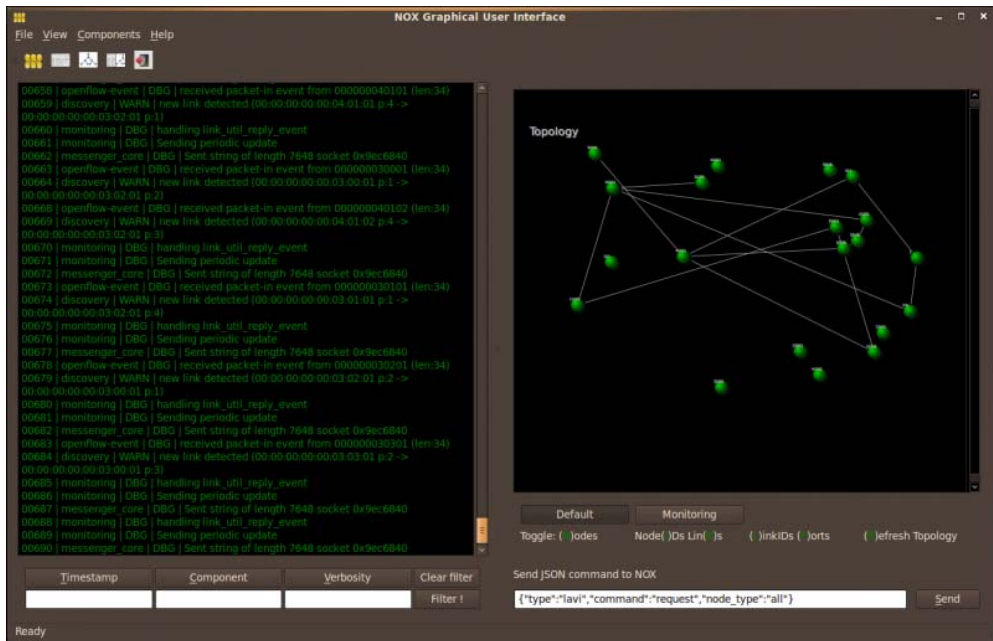 NOX Graphical User Interface
File View Components Help
00658 | openflow-event | DBG | received packet-in event from 000000040101 (len:34)
00659 | discovery | WARN | new link detected (00:00:00:00:00:04:01:01 p:4 ->
00:00:00:00:00:03:02:01 p:1)
00660 | monitoring | DBG | handling link_util_reply_event
00661 | monitoring | DBG | Sending periodic update
00662 | messenger_core | DBG | Sent string of length 7648 socket 0x9ec6840
00663 | openflow-event | DBG | received packet-in event from 000000030001 (len:34)
00664 | discovery | WARN | new link detected (00:00:00:00:00:03:00:01 p:1 ->
00:00:00:00:00:03:02:01 p:2)
00668 | openflow-event | DBG | received packet-in event from 000000040102 (len:34)
00669 | discovery | WARN | new link detected (00:00:00:00:00:04:01:02 p:4 ->
00:00:00:00:00:03:02:01 p:3)
00670 | monitoring | DBG | handling link_util_reply_event
00671 | monitoring | DBG | Sending periodic update
00672 | messenger_core | DBG | Sent string of length 7648 socket 0x9ec6840
00673 | openflow-event | DBG | received packet-in event from 000000030101 (len:34)
00674 | discovery | WARN | new link detected (00:00:00:00:00:03:01:01 p:1 ->
00:00:00:00:00:03:02:01 p:4)
00675 | monitoring | DBG | handling link_util_reply_event
00676 | monitoring | DBG | Sending periodic update
00677 | messenger_core | DBG | Sent string of length 7648 socket 0x9ec6840
00678 | openflow-event | DBG | received packet-in event from 000000030201 (len:34)
00679 | discovery | WARN | new link detected (00:00:00:00:00:03:02:01 p:2 ->
00:00:00:00:00:03:00:01 p:1)
00680 | monitoring | DBG | handling link_util_reply_event
00681 | monitoring | DBG | Sending periodic update
00682 | messenger_core | DBG | Sent string of length 7648 socket 0x9ec6840
00683 | openflow-event | DBG | received packet-in event from 000000030301 (len:34)
00684 | discovery | WARN | new link detected (00:00:00:00:00:03:03:01 p:2 ->
00:00:00:00:00:03:00:01 p:3)
00685 | monitoring | DBG | handling link_util_reply_event
00686 | monitoring | DBG | Sending periodic update
00687 | messenger_core | DBG | Sent string of length 7648 socket 0x9ec6840
00688 | monitoring | DBG | handling link_util_reply_event
00689 | monitoring | DBG | Sending periodic update
00690 | messenger_core | DBG | Sent string of length 7648 socket 0x9ec6840
Timestamp Component Verbosity Clear filter
Filter !
Topology
Default Monitoring
Toggle: ( )odes Node( )Ds Lin( )s ( )inkIDs ( )orts ( )efresh Topology
Send JSON command to NOX
{"type":"lavi","command":"request","node_type":"all"}
Send
Ready